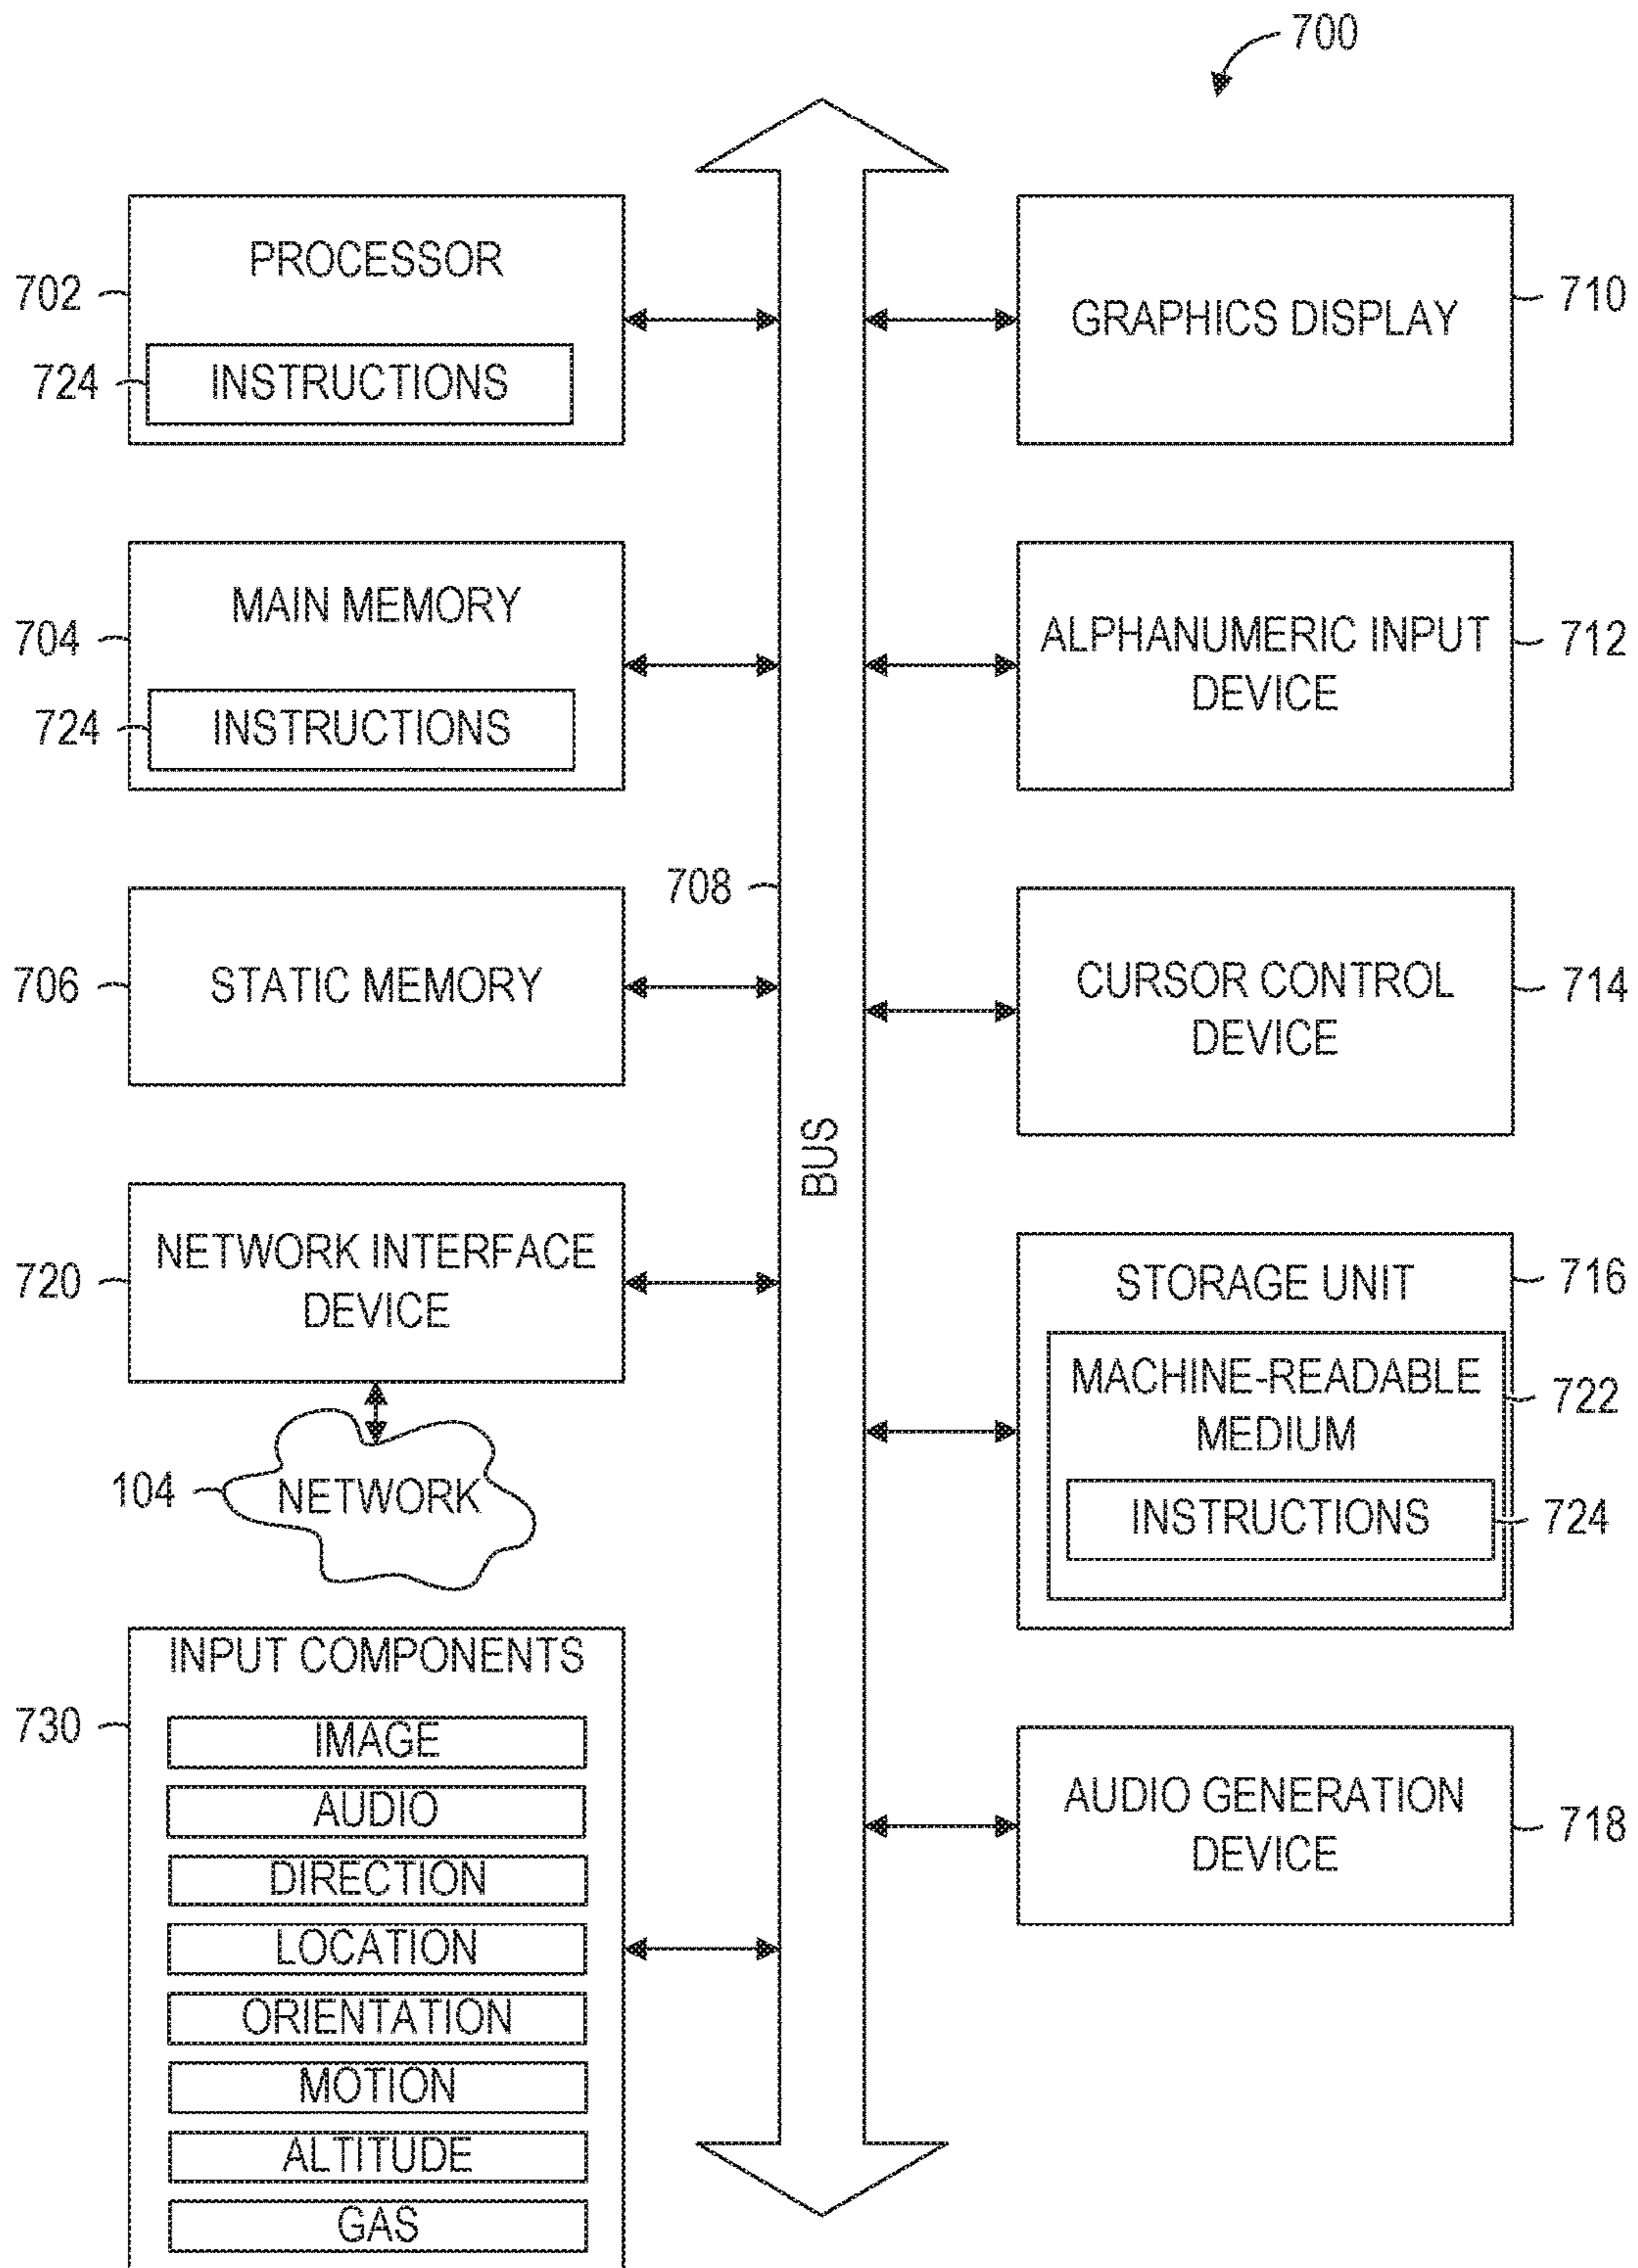 700
PROCESSOR
702
724
INSTRUCTIONS
MAIN MEMORY
704
724
INSTRUCTIONS
STATIC MEMORY
706
NETWORK INTERFACE
DEVICE
720
104
NETWORK
INPUT COMPONENTS
730
IMAGE
AUDIO
DIRECTION
LOCATION
ORIENTATION
MOTION
ALTITUDE
GAS
708
BUS
GRAPHICS DISPLAY
710
ALPHANUMERIC INPUT
DEVICE
712
CURSOR CONTROL
DEVICE
714
STORAGE UNIT
716
MACHINE-READABLE
MEDIUM
722
INSTRUCTIONS
724
AUDIO GENERATION
DEVICE
718